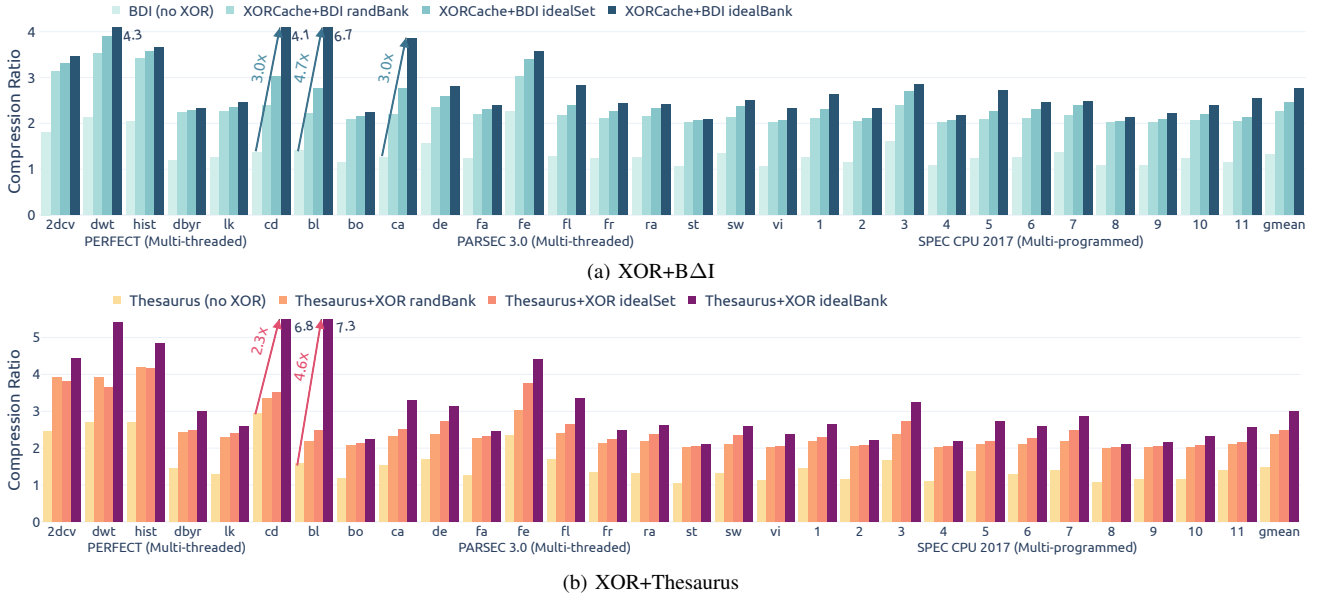 BDI (no XOR) XORCache+BDI randBank XORCache+BDI idealSet XORCache+BDI idealBank
Compression Ratio
4
3
2
1
0
4.3
3.0x
4.1
4.7x
6.7
3.0x
2dcv dwt hist dbyr lk cd bl bo ca de fa fe fl fr ra st sw vi 1 2 3 4 5 6 7 8 9 10 11 gmean
PERFECT (Multi-threaded) PARSEC 3.0 (Multi-threaded) SPEC CPU 2017 (Multi-programmed)
(a) XOR+BΔI
Thesaurus (no XOR) Thesaurus+XOR randBank Thesaurus+XOR idealSet Thesaurus+XOR idealBank
Compression Ratio
5
4
3
2
1
0
2.3x
6.8
4.6x
7.3
2dcv dwt hist dbyr lk cd bl bo ca de fa fe fl fr ra st sw vi 1 2 3 4 5 6 7 8 9 10 11 gmean
PERFECT (Multi-threaded) PARSEC 3.0 (Multi-threaded) SPEC CPU 2017 (Multi-programmed)
(b) XOR+Thesaurus